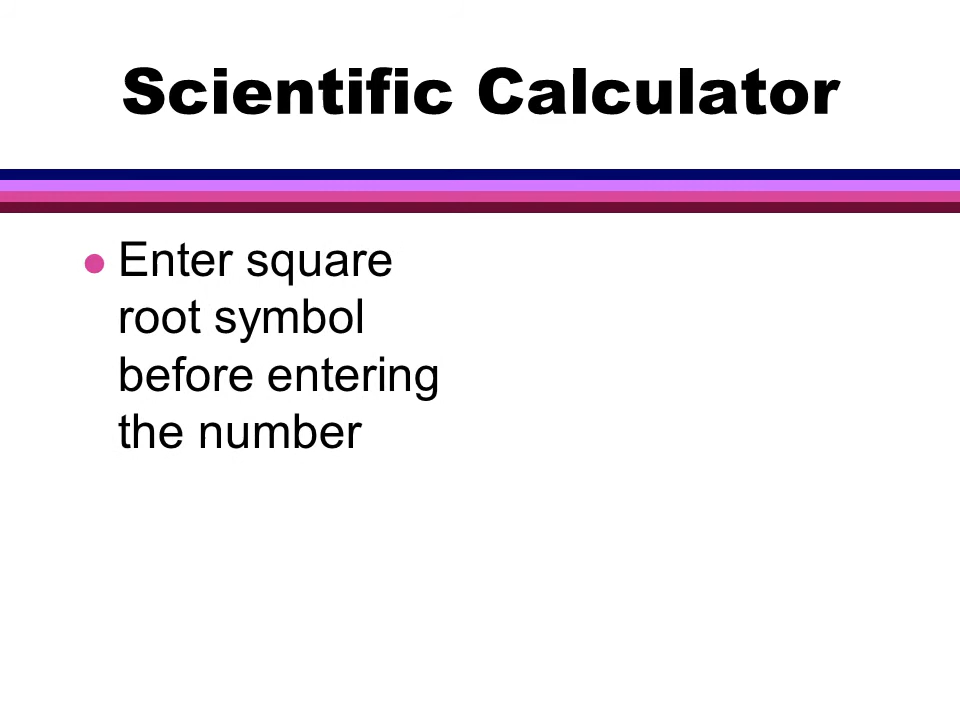 Scientific Calculator
Enter square
root symbol
before entering
the number